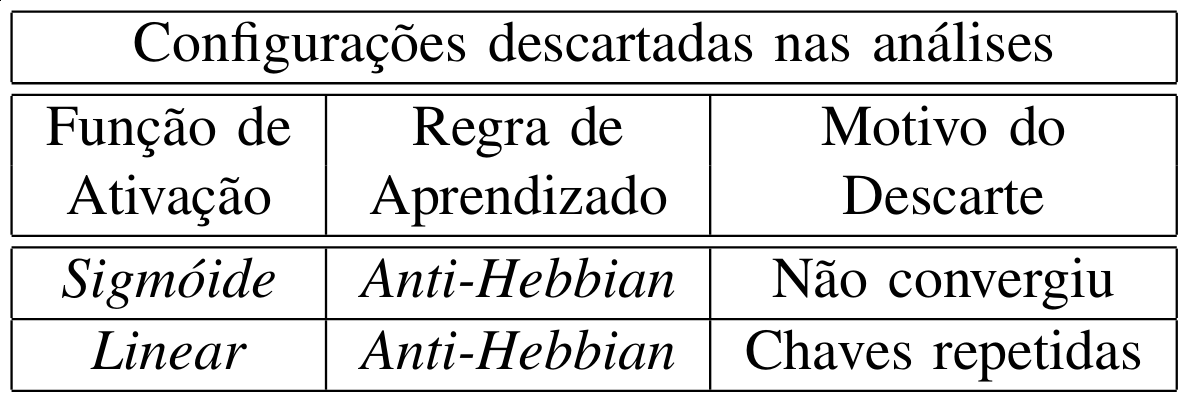 Configurações descartadas nas análises
Função de Ativação
Regra de Aprendizado
Motivo do Descarte
Sigmóide Anti-Hebbian Não convergiu
Linear Anti-Hebbian Chaves repetidas